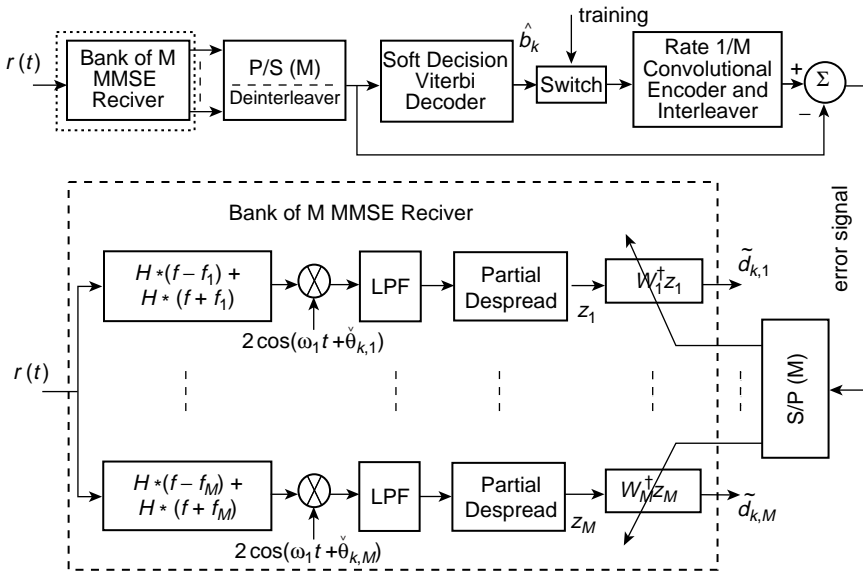 training
r (t)
Bank of M
MMSE
Reciver
P/S (M)
Deinterleaver
Soft Decision
Viterbi
Decoder
b̂k
Switch
Rate 1/M
Convolutional
Encoder and
Interleaver
+
Σ
−
error signal
Bank of M MMSE Reciver
H *(f – f1) +
H * (f + f1)
LPF
Partial
Despread
z1
W1†z1
d̃k,1
2 cos(ω1 t + θ̌k,1)
r (t)
S/P (M)
H *(f – fM) +
H * (f + fM)
LPF
Partial
Despread
zM
WM†zM
d̃k,M
2 cos(ω1 t + θ̌k,M)